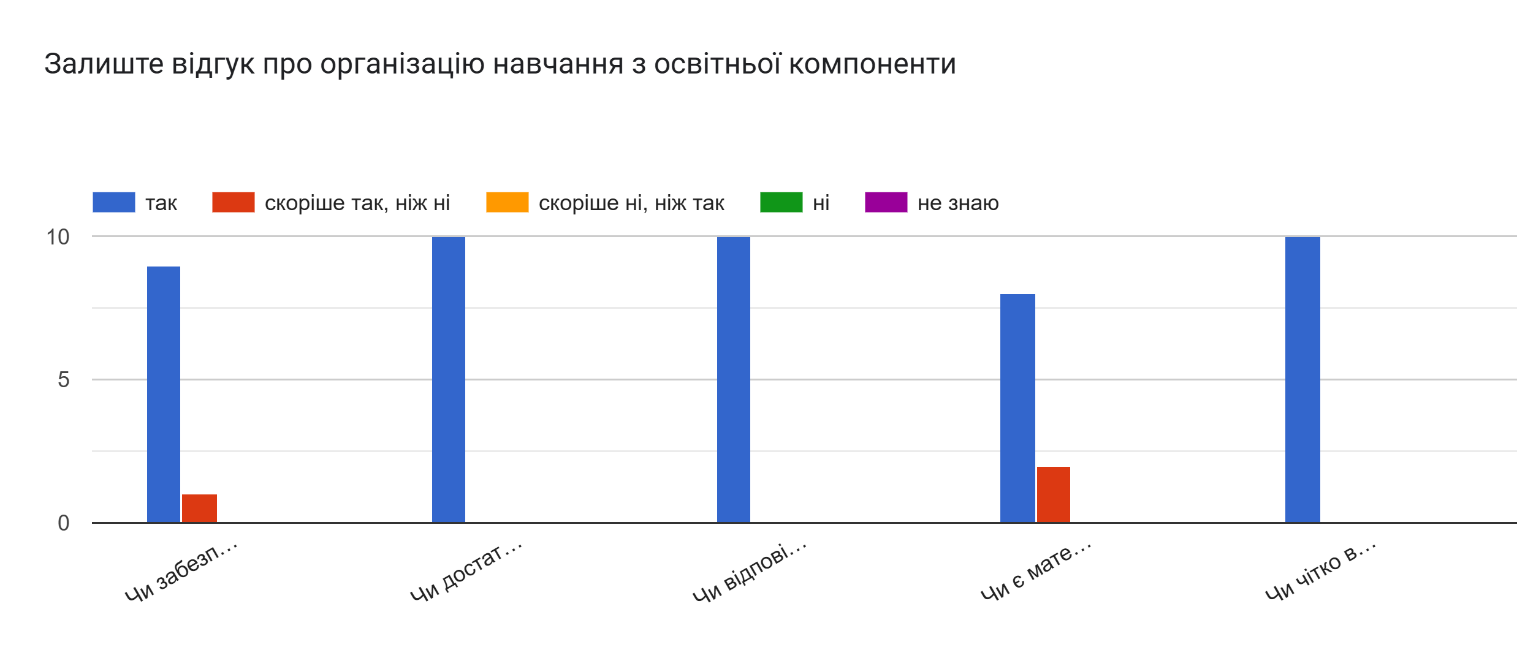 Залиште відгук про організацію навчання з освітньої компоненти
так скоріше так, ніж ні скоріше ні, ніж так ні не знаю
10
5
0
Чи забезп…
Чи достат…
Чи відпові…
Чи є мате…
Чи чітко в…